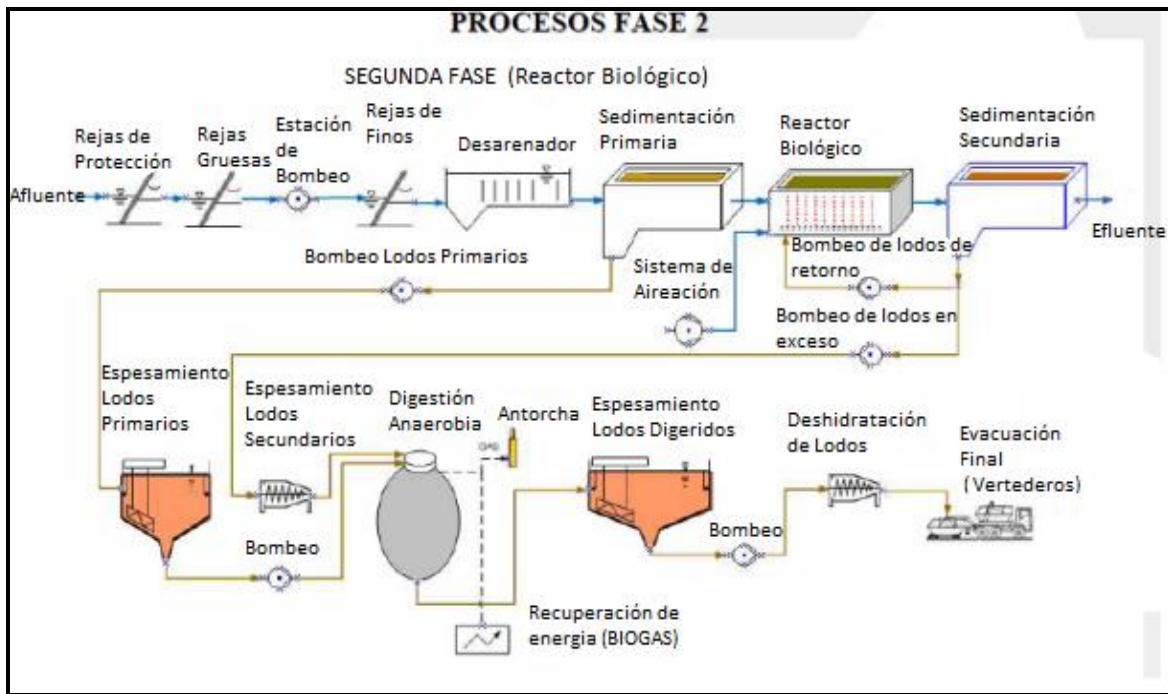 PROCESOS FASE 2
SEGUNDA FASE (Reactor Biológico)
Rejas de
Protección
Rejas
Gruesas
Estación
de
Bombeo
Rejas de
Finos
Desarenador
Sedimentación
Primaria
Reactor
Biológico
Sedimentación
Secundaria
Afluente
Efluente
Bombeo Lodos Primarios
Sistema de
Aireación
Bombeo de lodos de
retorno
Bombeo de lodos en
exceso
Espesamiento
Lodos
Primarios
Espesamiento
Lodos
Secundarios
Digestión
Anaerobia
GAS
Antorcha
Espesamiento
Lodos Digeridos
Deshidratación
de Lodos
Evacuación
Final
(Vertederos)
Bombeo
Bombeo
Recuperación de
energia (BIOGAS)